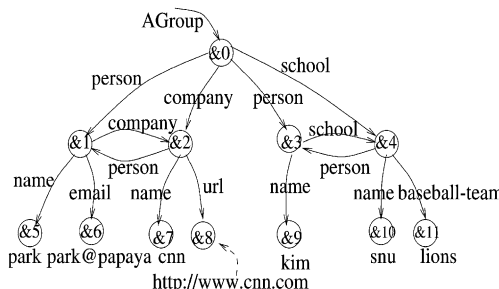 AGroup
&0
person company person school
&1 company &2 &3 school &4
person person
name email name url name name baseball-team
&5 &6 &7 &8 &9 &10 &11
park park@papaya cnn kim snu lions
http://www.cnn.com